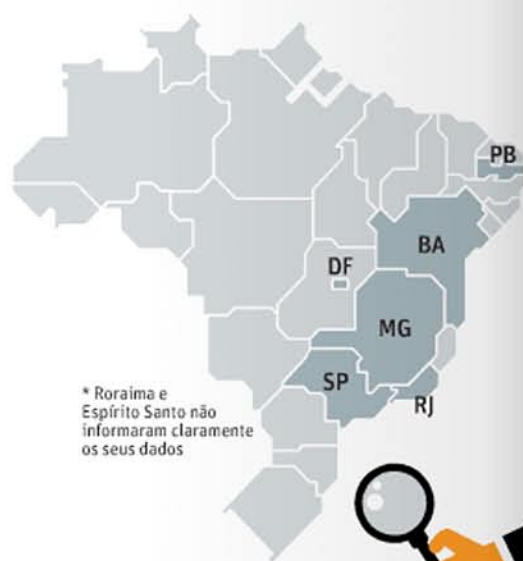 PB
BA
DF
MG
SP
RJ
* Roraima e
Espírito Santo não
informaram claramente
os seus dados